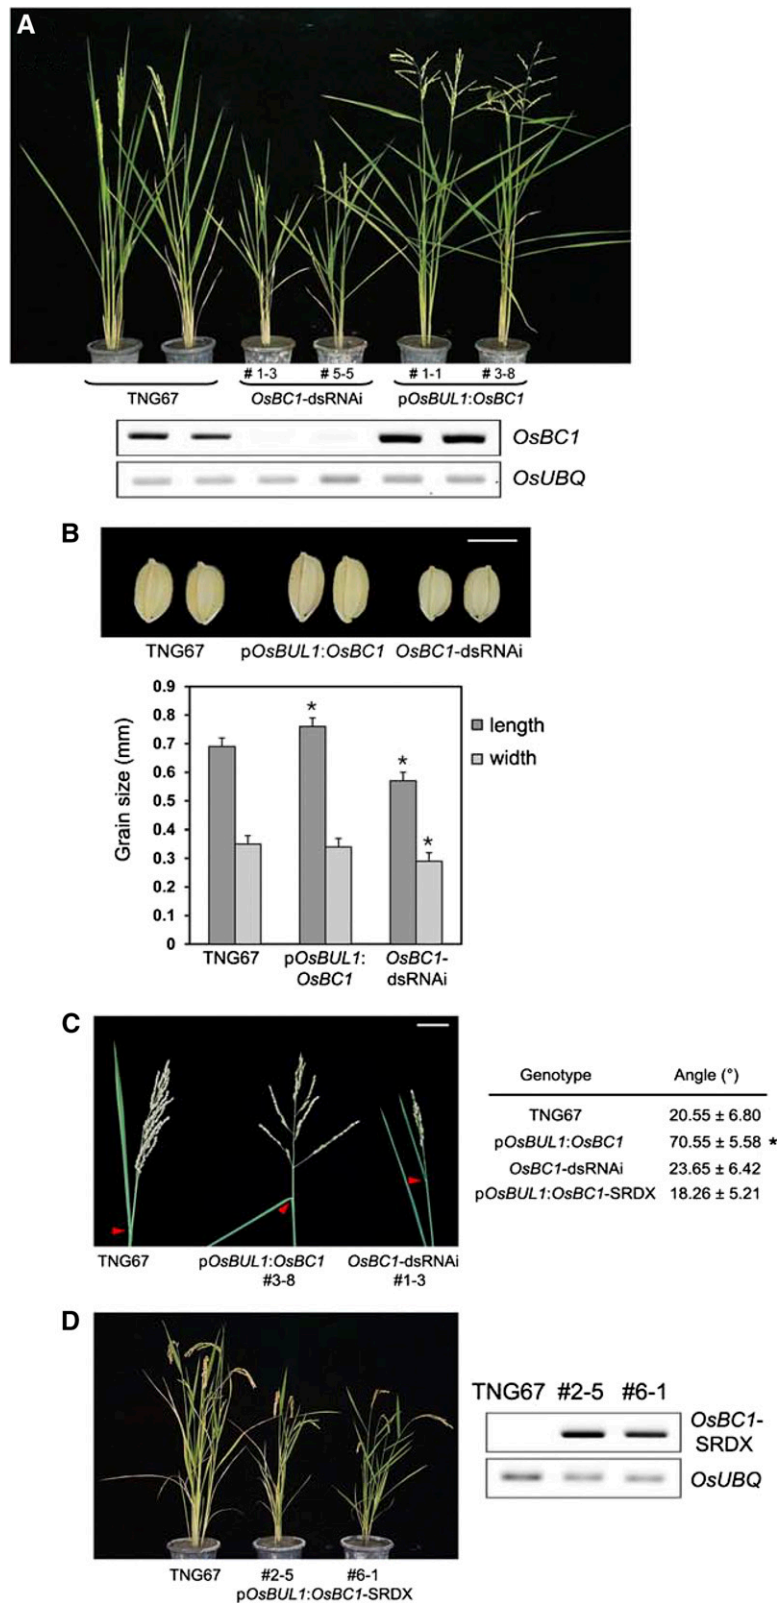 A
# 1-3 # 5-5 # 1-1 # 3-8
TNG67 OsBC1-dsRNAi pOsBUL1:OsBC1
OsBC1
OsUBQ
B
TNG67 pOsBUL1:OsBC1 OsBC1-dsRNAi
0.9
0.8
0.7
0.6
0.5
0.4
0.3
0.2
0.1
0
Grain size (mm)
* * *
length
width
TNG67 pOsBUL1: OsBC1-
OsBC1 dsRNAi
C
TNG67 pOsBUL1:OsBC1 OsBC1-dsRNAi
#3-8 #1-3
Genotype Angle (°)
TNG67 20.55 ± 6.80
pOsBUL1:OsBC1 70.55 ± 5.58 *
OsBC1-dsRNAi 23.65 ± 6.42
pOsBUL1:OsBC1-SRDX 18.26 ± 5.21
D
TNG67 #2-5 #6-1
pOsBUL1:OsBC1-SRDX
TNG67 #2-5 #6-1
OsBC1-
SRDX
OsUBQ